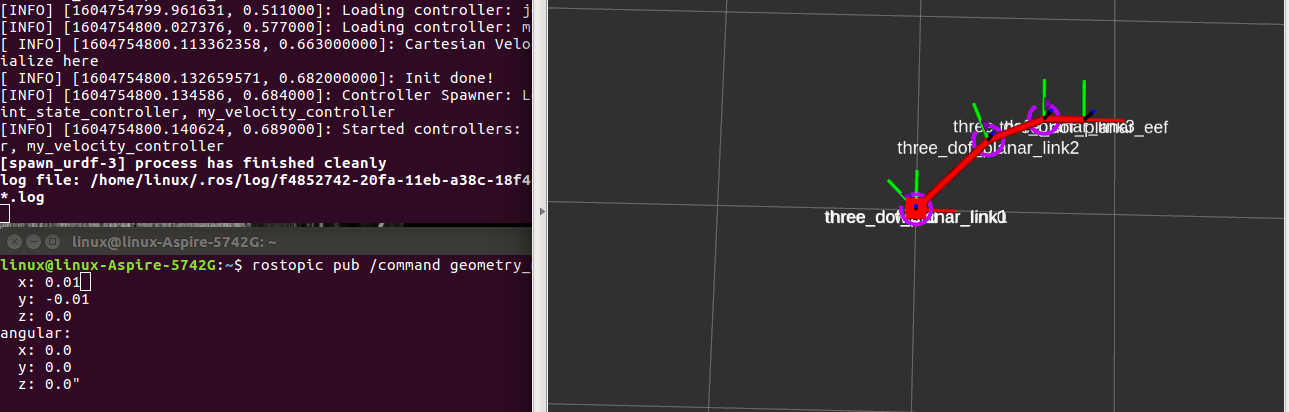 [INFO] [1604754799.961631, 0.511000]: Loading controller: j
[INFO] [1604754800.027376, 0.577000]: Loading controller: m
[ INFO] [1604754800.113362358, 0.663000000]: Cartesian Velo
ialize here
[ INFO] [1604754800.132659571, 0.682000000]: Init done!
[INFO] [1604754800.134586, 0.684000]: Controller Spawner: L
int_state_controller, my_velocity_controller
[INFO] [1604754800.140624, 0.689000]: Started controllers:
r, my_velocity_controller
[spawn_urdf-3] process has finished cleanly
log file: /home/linux/.ros/log/f4852742-20fa-11eb-a38c-18f4
*.log
linux@linux-Aspire-5742G: ~
linux@linux-Aspire-5742G:~$ rostopic pub /command geometry_
x: 0.01
y: -0.01
z: 0.0
angular:
x: 0.0
y: 0.0
z: 0.0"
three_dof_planar_link2